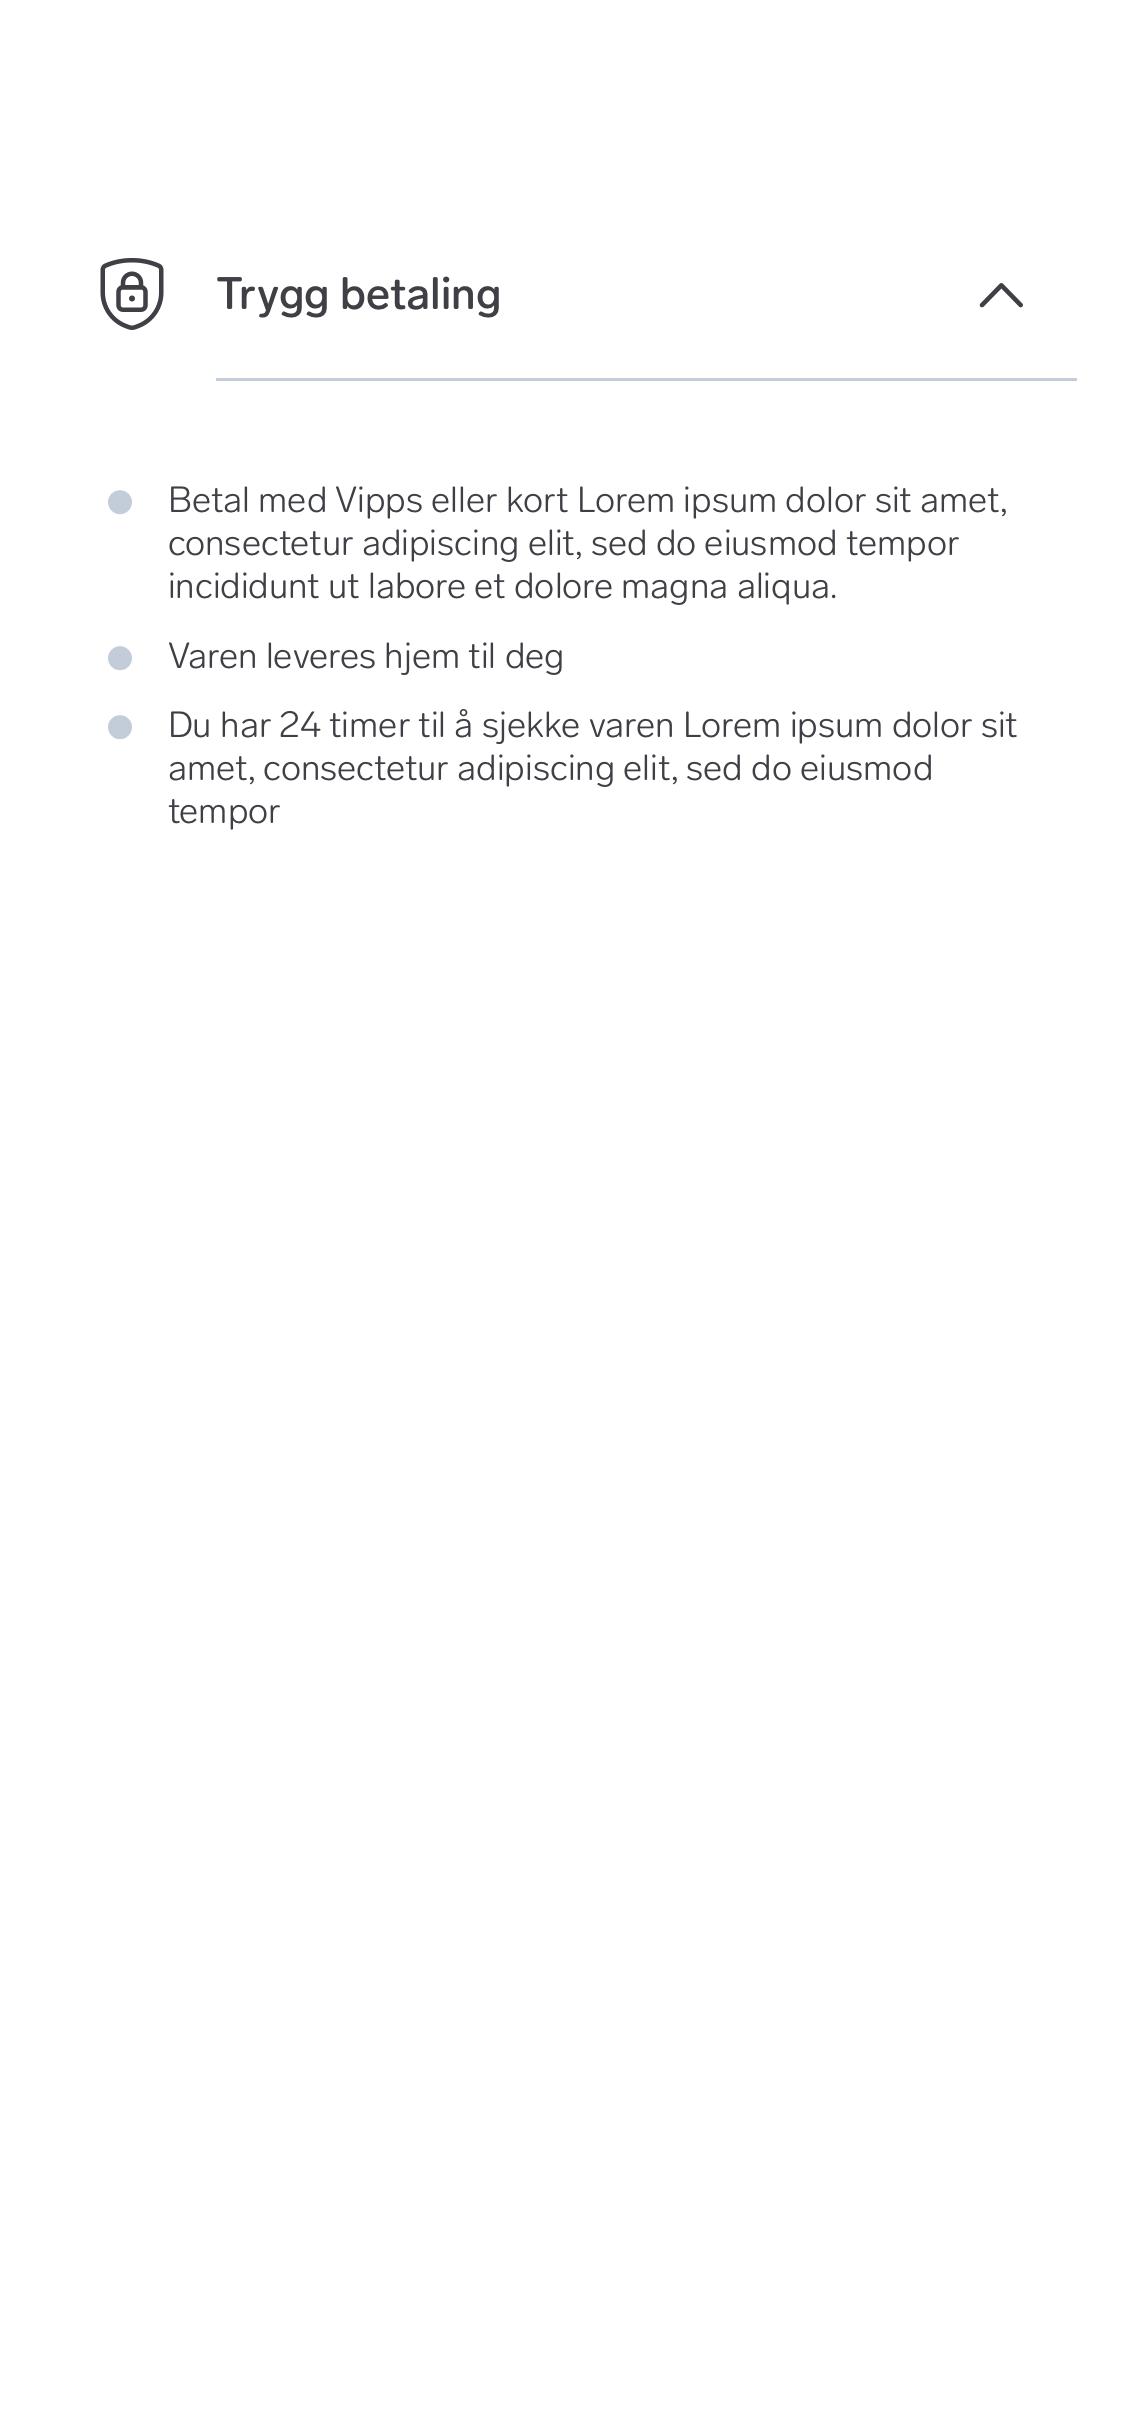 Trygg betaling
Betal med Vipps eller kort Lorem ipsum dolor sit amet,
consectetur adipiscing elit, sed do eiusmod tempor
incididunt ut labore et dolore magna aliqua.
Varen leveres hjem til deg
Du har 24 timer til å sjekke varen Lorem ipsum dolor sit
amet, consectetur adipiscing elit, sed do eiusmod
tempor